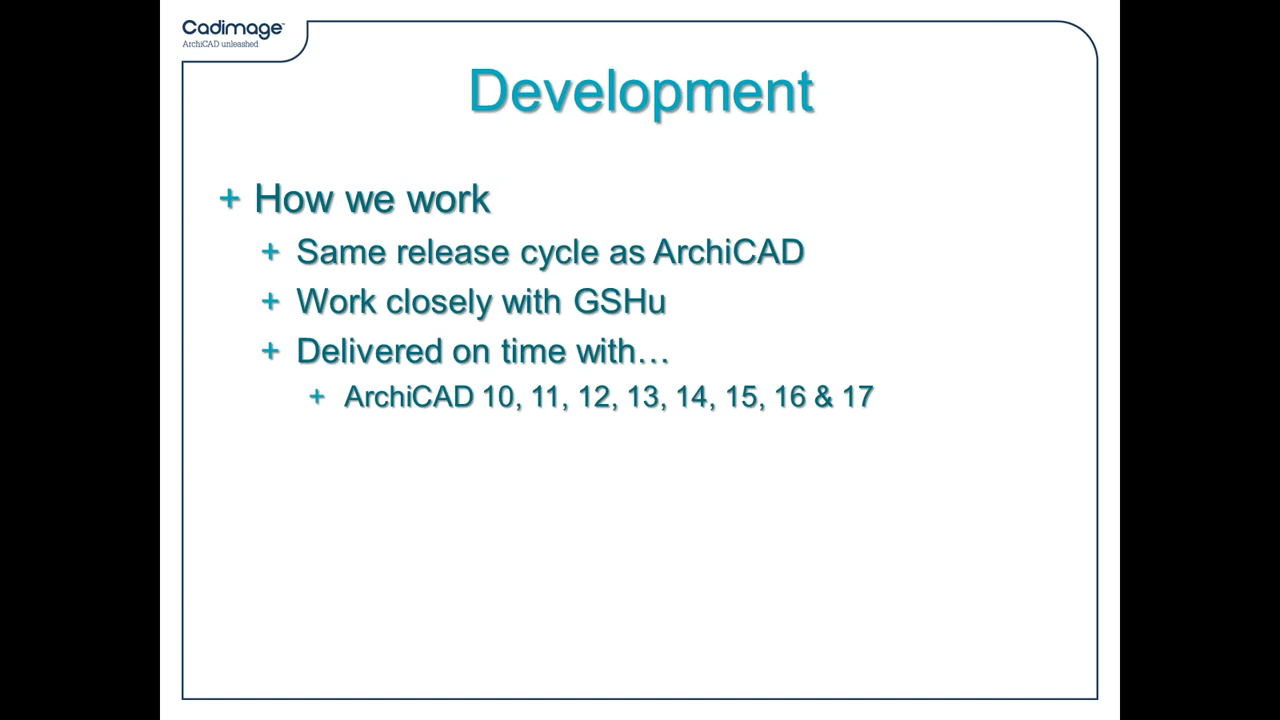 Cadimage™
ArchiCAD unleashed
Development
+ How we work
+ Same release cycle as ArchiCAD
+ Work closely with GSHu
+ Delivered on time with…
+ ArchiCAD 10, 11, 12, 13, 14, 15, 16 & 17